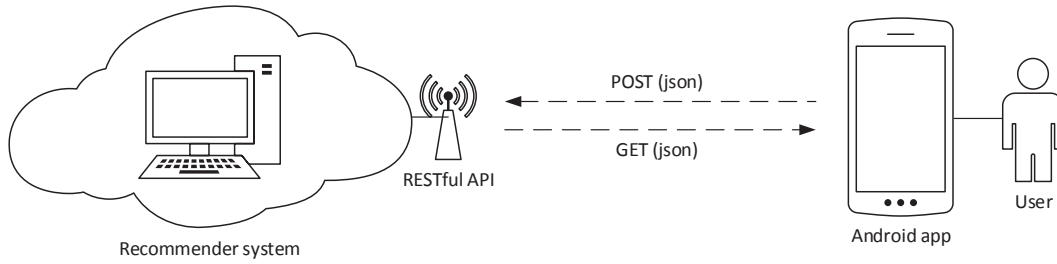 POST (json)
GET (json)
RESTful API
User
Android app
Recommender system